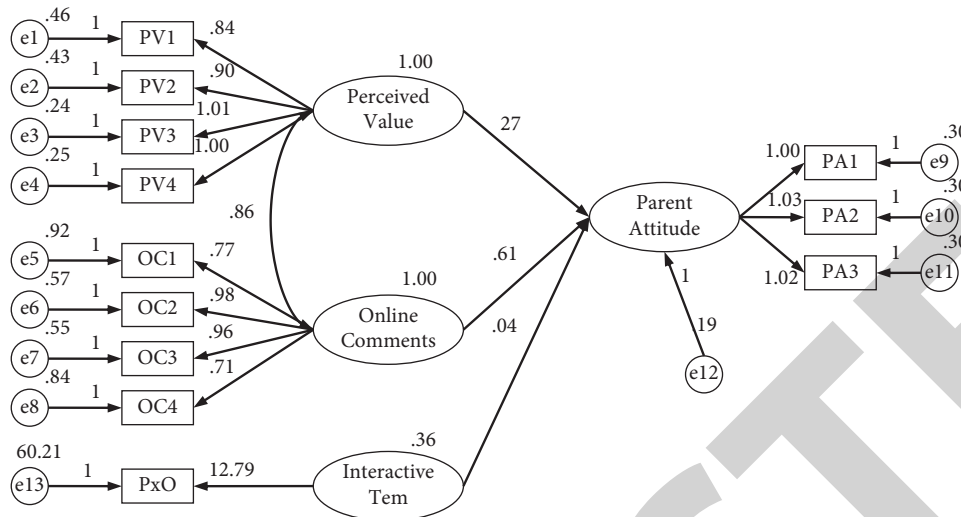 .46
e1
1
PV1
.84
.43
e2
1
PV2
.90
.24
e3
1
PV3
1.01
.25
e4
1
PV4
1.00
1.00
Perceived
Value
27
.86
.92
e5
1
OC1
.77
.57
e6
1
OC2
.98
.55
e7
1
OC3
.96
.84
e8
1
OC4
.71
1.00
Online
Comments
.61
.04
60.21
e13
1
PxO
12.79
.36
Interactive
Tem
Parent
Attitude
1
19
e12
1.00
PA1
1
.30
e9
1.03
PA2
1
.30
e10
1.02
PA3
1
.30
e11